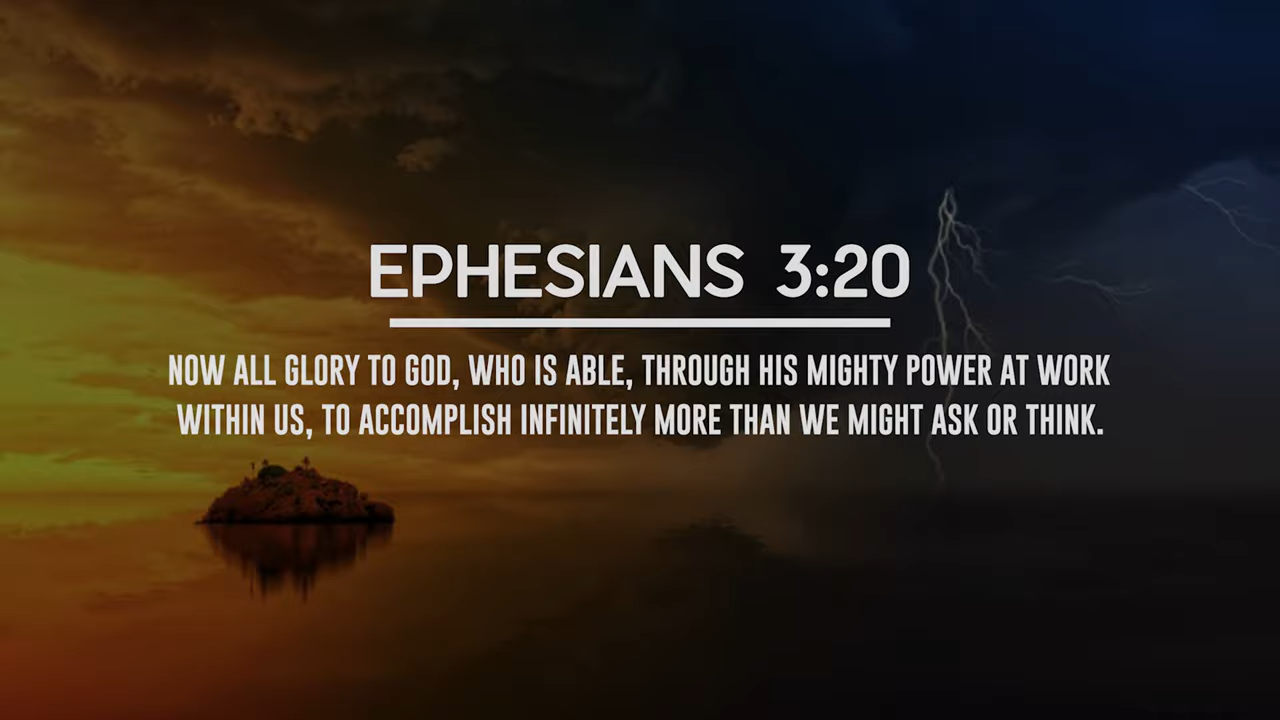 EPHESIANS 3:20
NOW ALL GLORY TO GOD, WHO IS ABLE, THROUGH HIS MIGHTY POWER AT WORK
WITHIN US, TO ACCOMPLISH INFINITELY MORE THAN WE MIGHT ASK OR THINK.